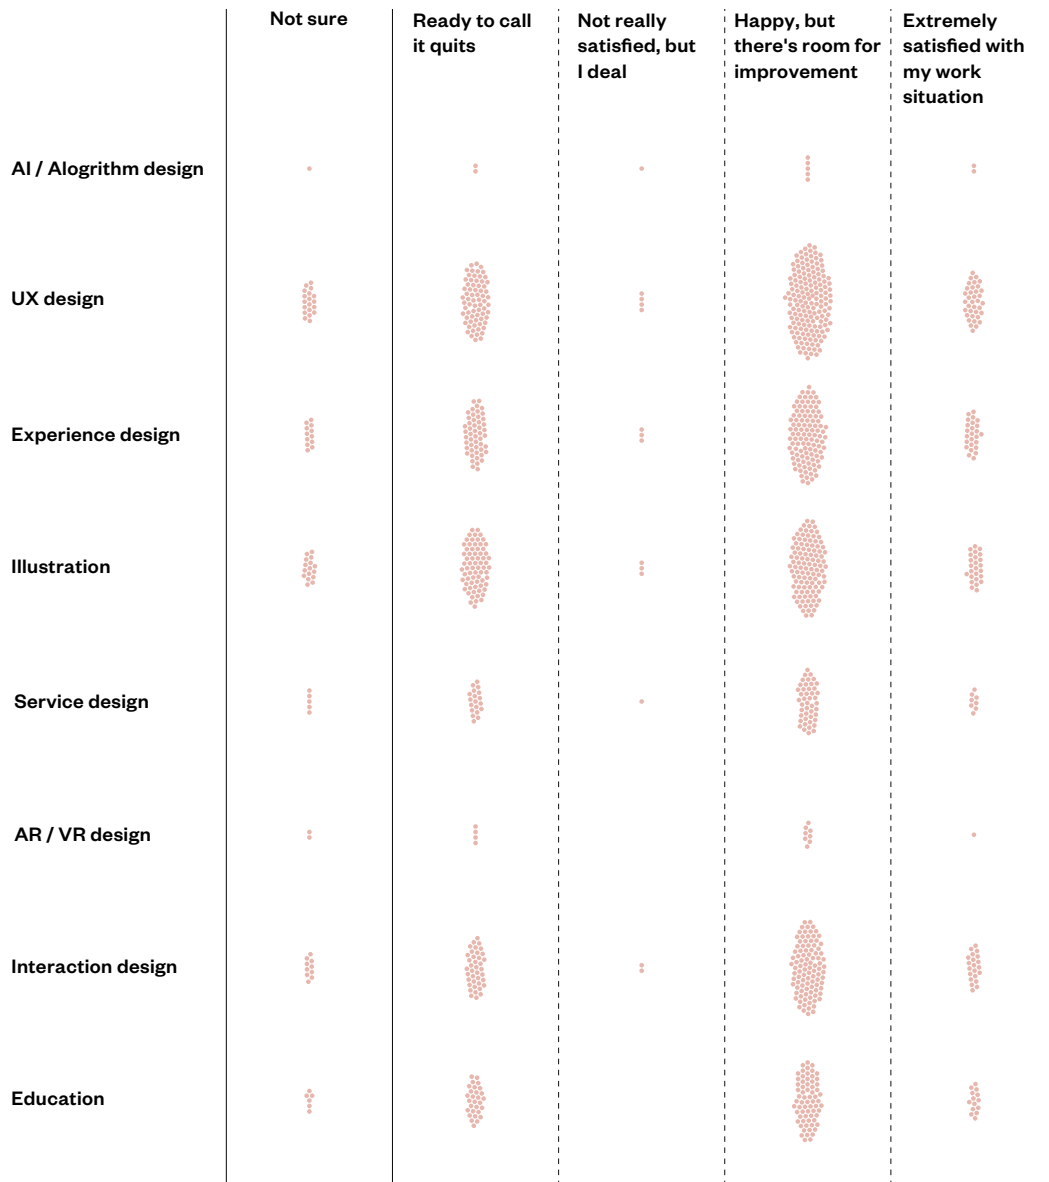 Not sure
Ready to call
it quits
Not really
satisfied, but
I deal
Happy, but
there's room for
improvement
Extremely
satisfied with
my work
situation
AI / Alogrithm design
UX design
Experience design
Illustration
Service design
AR / VR design
Interaction design
Education